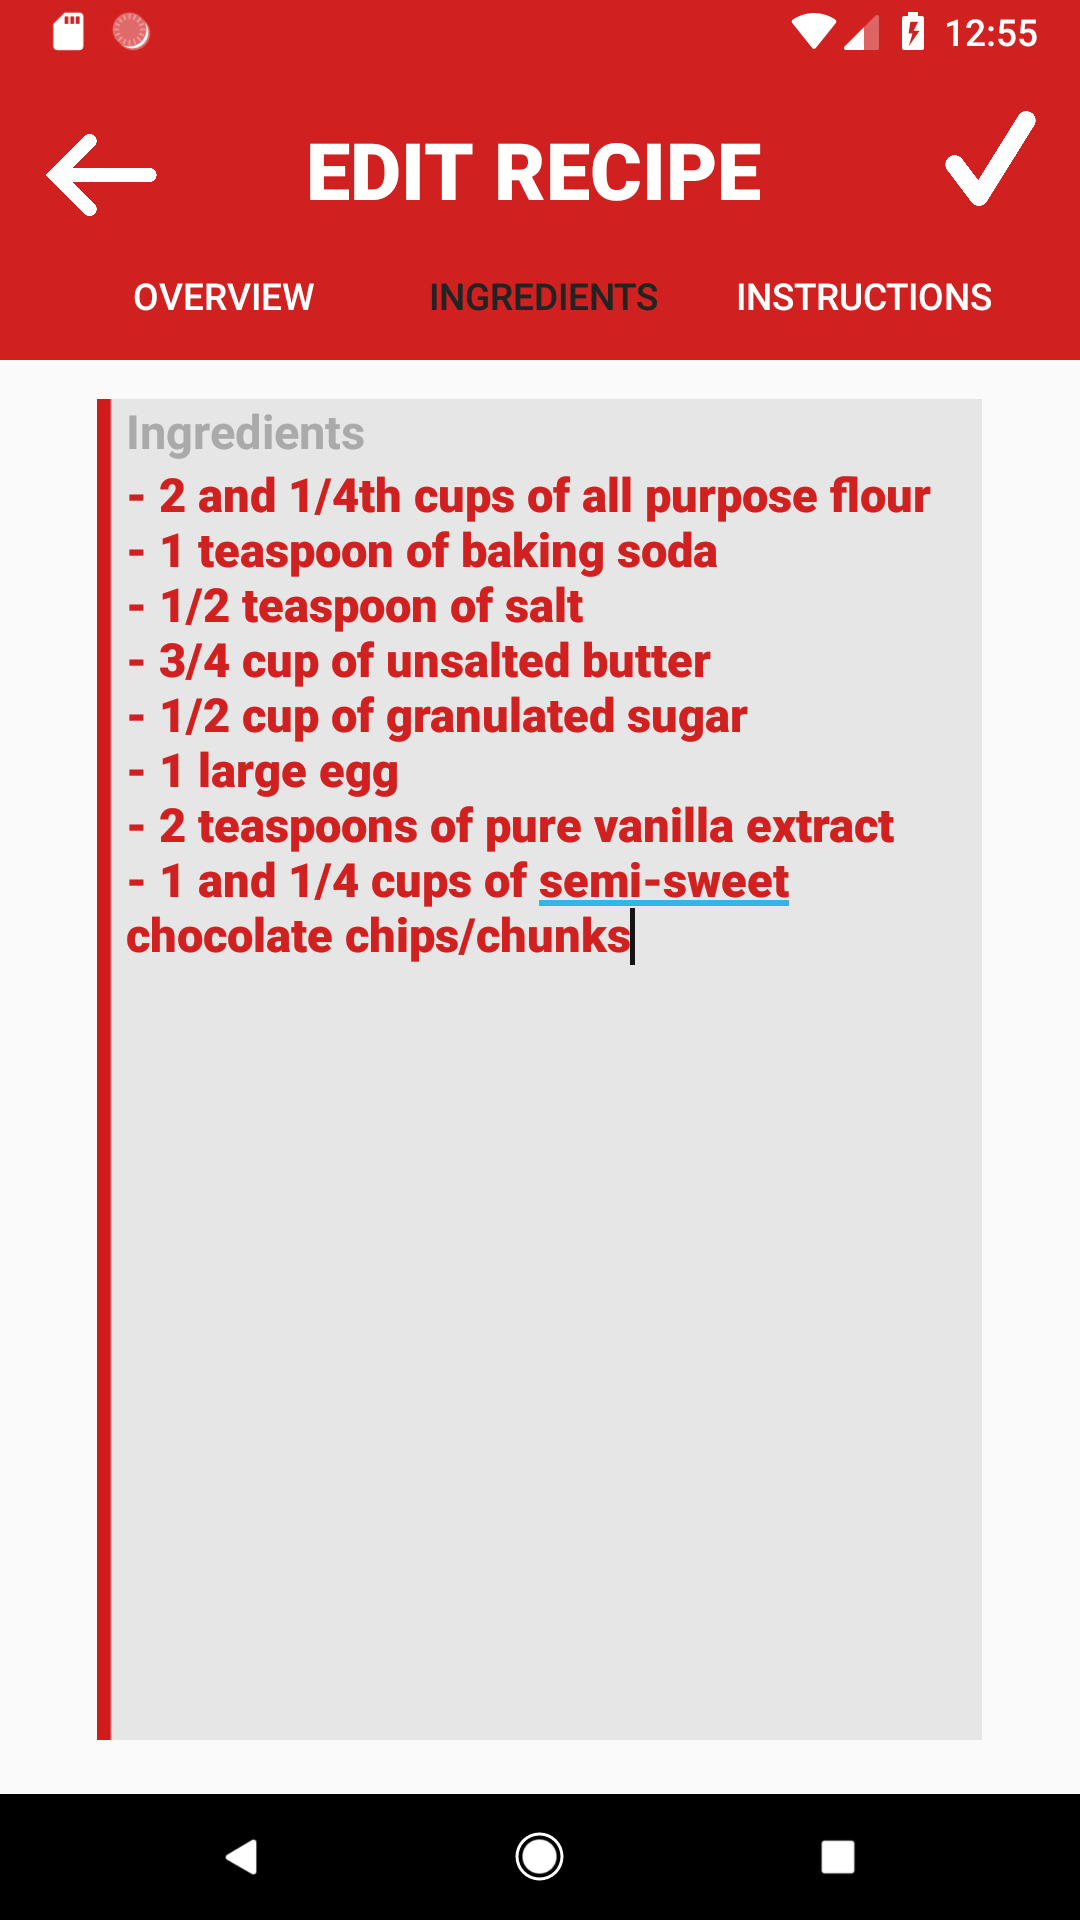 12:55
EDIT RECIPE
OVERVIEW INGREDIENTS INSTRUCTIONS
Ingredients
- 2 and 1/4th cups of all purpose flour
- 1 teaspoon of baking soda
- 1/2 teaspoon of salt
- 3/4 cup of unsalted butter
- 1/2 cup of granulated sugar
- 1 large egg
- 2 teaspoons of pure vanilla extract
- 1 and 1/4 cups of semi-sweet
chocolate chips/chunks